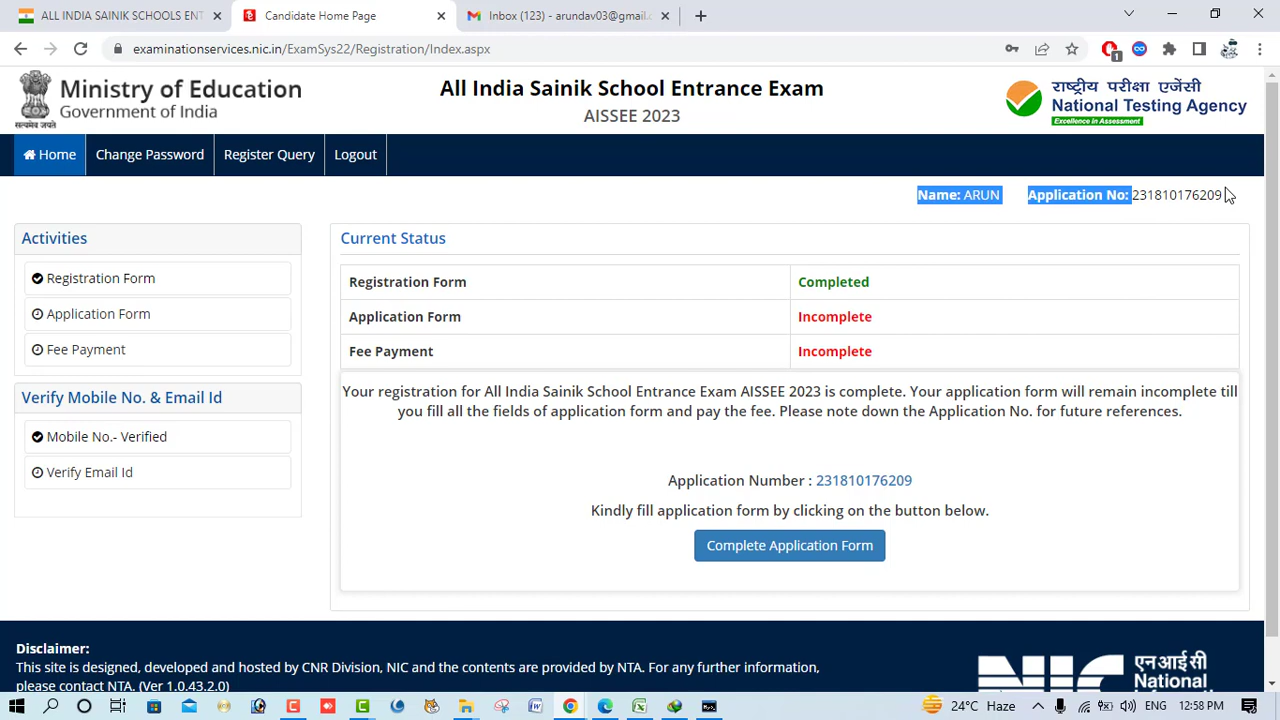 ALL INDIA SAINIK SCHOOLS ENT
Candidate Home Page
Inbox (123) - arundav03@gmail.c
examinationservices.nic.in/ExamSys22/Registration/Index.aspx
1
Ministry of Education
Government of India
सत्यमेव जयते
All India Sainik School Entrance Exam
AISSEE 2023
राष्ट्रीय परीक्षा एजेंसी
National Testing Agency
Excellence in Assessment
Home
Change Password
Register Query
Logout
Name: ARUN
Application No: 231810176209
Activities
Registration Form
Application Form
Fee Payment
Verify Mobile No. & Email Id
Mobile No.- Verified
Verify Email Id
Current Status
Registration Form Completed
Application Form Incomplete
Fee Payment Incomplete
Your registration for All India Sainik School Entrance Exam AISSEE 2023 is complete. Your application form will remain incomplete till
you fill all the fields of application form and pay the fee. Please note down the Application No. for future references.
Application Number : 231810176209
Kindly fill application form by clicking on the button below.
Complete Application Form
Disclaimer:
This site is designed, developed and hosted by CNR Division, NIC and the contents are provided by NTA. For any further information,
please contact NTA. (Ver 1.0.43.2.0)
NIC
एन आई सी
National
24°C Haze
ENG
12:58 PM